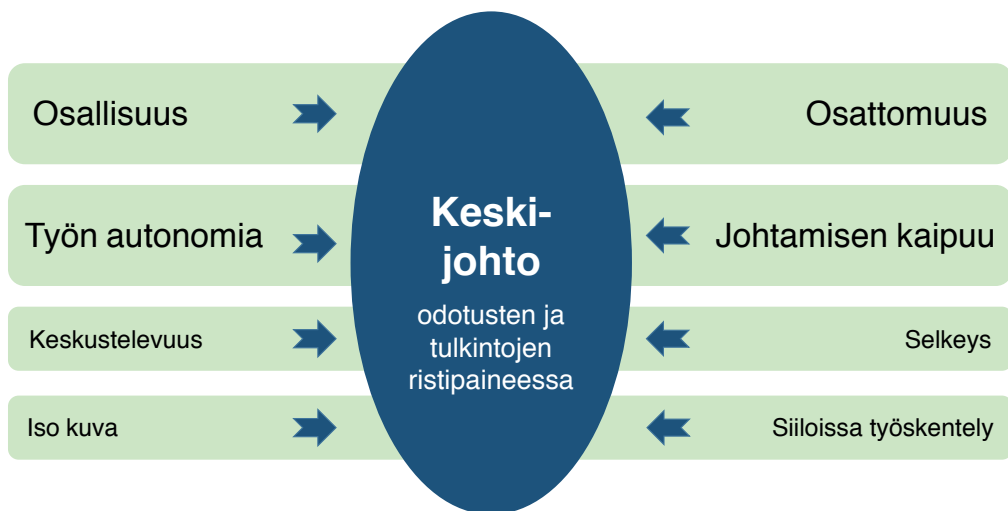 Osallisuus
Osattomuus
Työn autonomia
Johtamisen kaipuu
Keski-
johto
odotusten ja
tulkintojen
ristipaineessa
Keskustelevuus
Selkeys
Iso kuva
Siiloissa työskentely